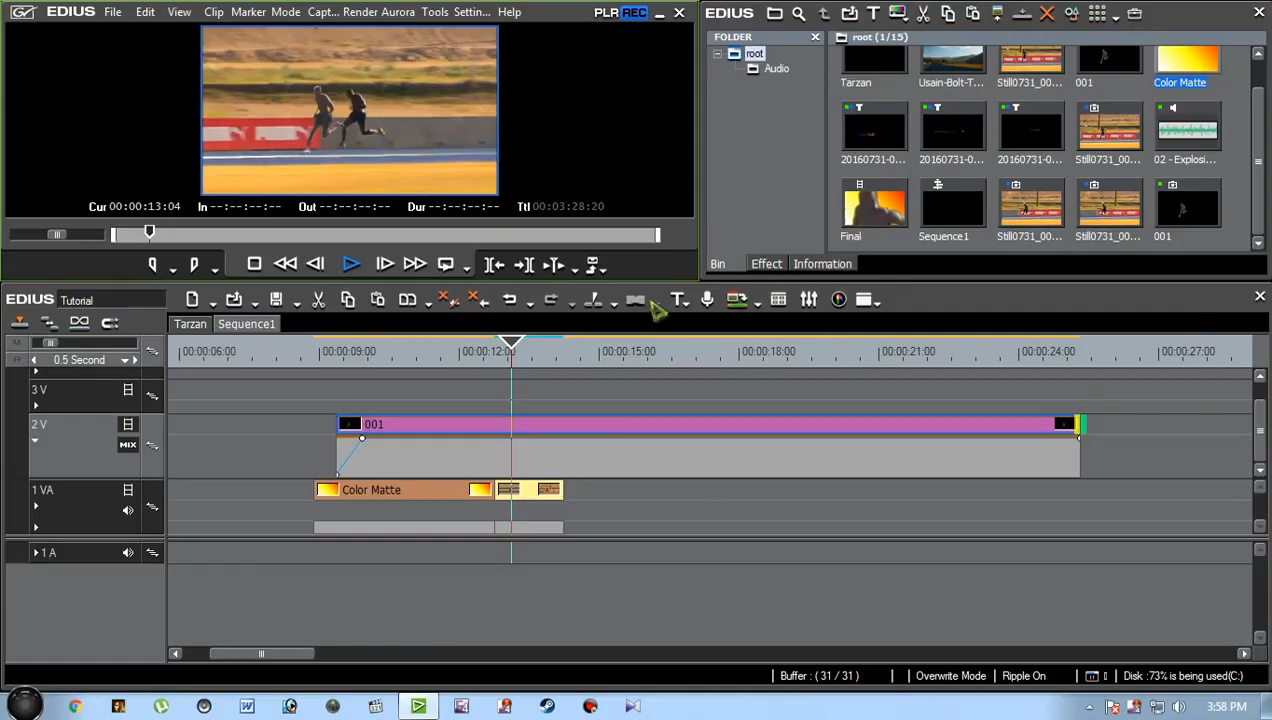 EDIUS File Edit View Clip Marker Mode Capt... Render Aurora Tools Settin... Help PLR REC
EDIUS
FOLDER root (1/15)
root
Audio
Tarzan Usain-Bolt-T... Still0731_00... 001 Color Matte
T T T
20160731-0... 20160731-0... 20160731-0... Still0731_00... 02 - Explosi...
Final Sequence1 Still0731_00... Still0731_00... 001
Cur 00:00:13:04 In --:--:--:-- Out --:--:--:-- Dur --:--:--:-- Ttl 00:03:28:20
Bin Effect Information
EDIUS Tutorial
Tarzan Sequence1
0.5 Second 00:00:06:00 00:00:09:00 00:00:12:00 00:00:15:00 00:00:18:00 00:00:21:00 00:00:24:00 00:00:27:00
3 V
2 V 001
MIX
1 VA Color Matte
1 A
Buffer : ( 31 / 31 ) Overwrite Mode Ripple On 0 Disk :73% is being used(C:)
3:58 PM